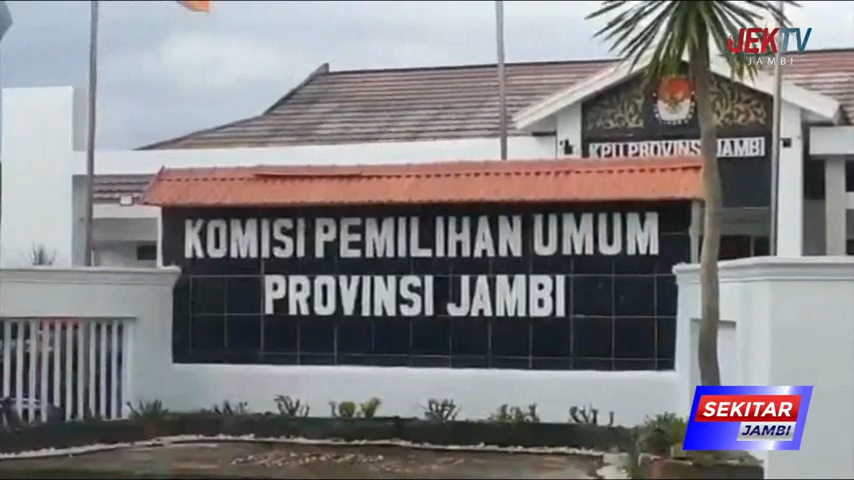 JEKTV
JAMBI
KPU PROVINSI JAMBI
KOMISI PEMILIHAN UMUM
PROVINSI JAMBI
SEKITAR
JAMBI